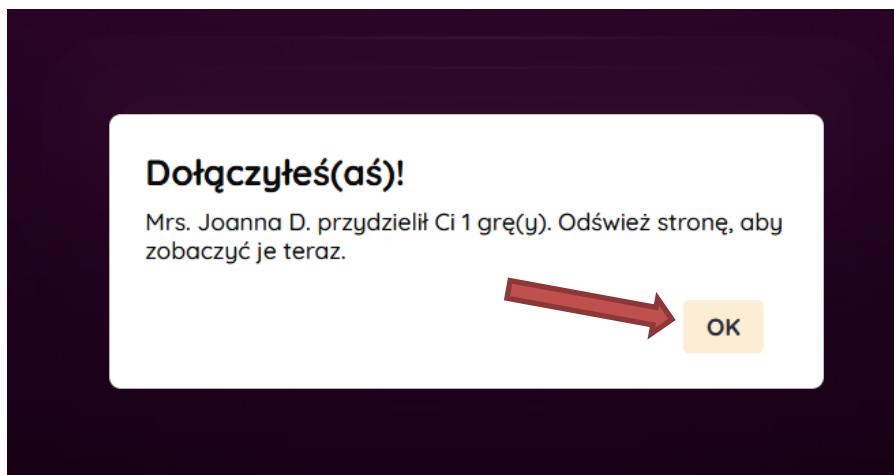 Dołączyłeś(aś)!
Mrs. Joanna D. przydzielił Ci 1 grę(y). Odśwież stronę, aby
zobaczyć je teraz.
OK